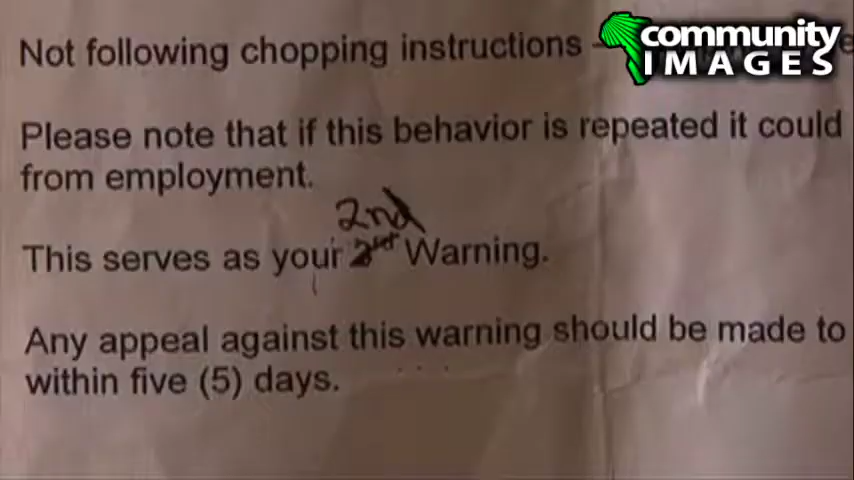 Not following chopping instructions -
community
IMAGES
Please note that if this behavior is repeated it could
from employment.
2nd
This serves as your Warning.
Any appeal against this warning should be made to
within five (5) days.